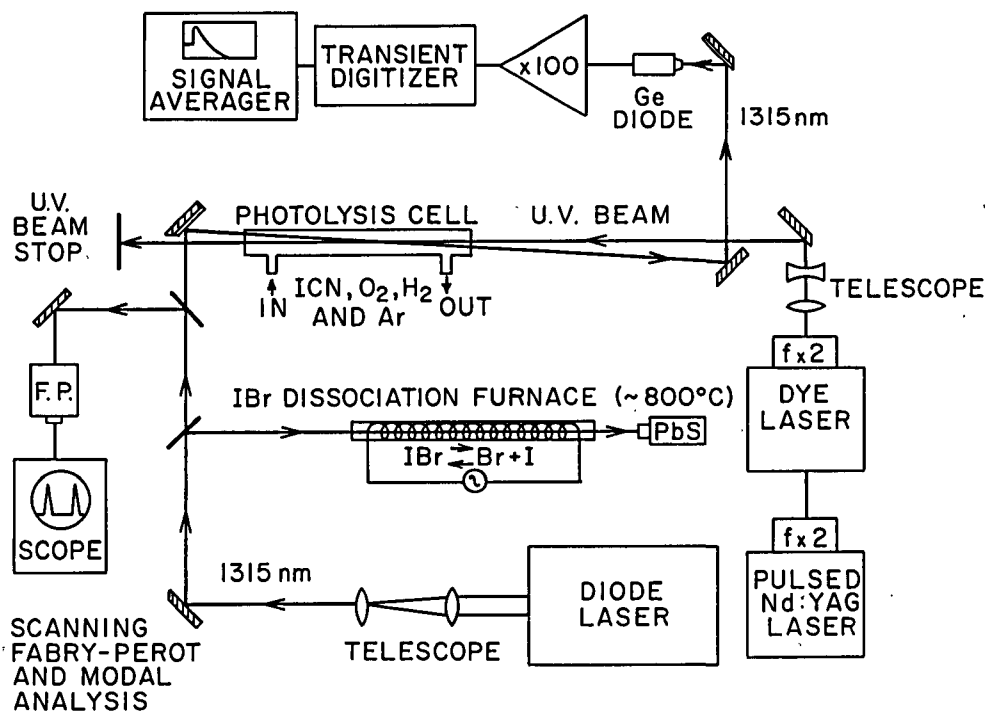 SIGNAL
AVERAGER
TRANSIENT
DIGITIZER
x100
Ge
DIODE
1315 nm
U.V.
BEAM
STOP
PHOTOLYSIS CELL
U.V. BEAM
IN
ICN, O2, H2
AND Ar
OUT
TELESCOPE
f x 2
DYE
LASER
F.P.
IBr DISSOCIATION FURNACE (~800°C)
PbS
IBr ⇌ Br + I
SCOPE
f x 2
PULSED
Nd:YAG
LASER
1315 nm
DIODE
LASER
TELESCOPE
SCANNING
FABRY-PEROT
AND MODAL
ANALYSIS